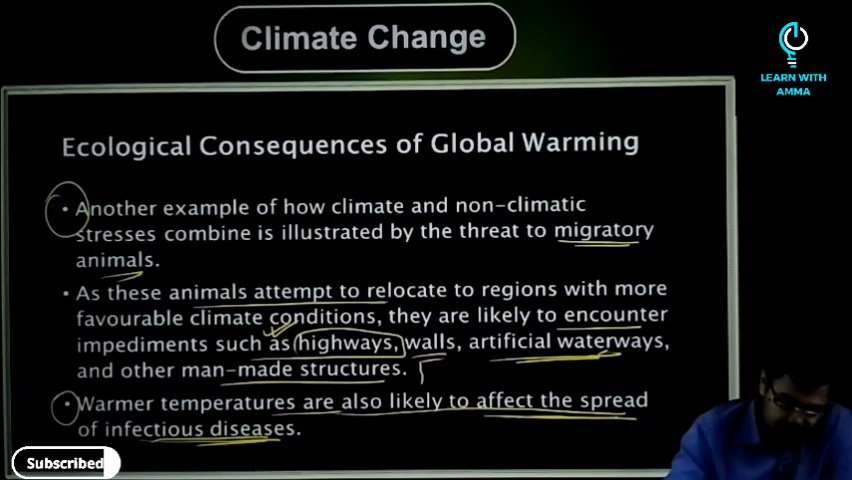 Climate Change
LEARN WITH
AMMA
Ecological Consequences of Global Warming
• Another example of how climate and non-climatic
stresses combine is illustrated by the threat to migratory
animals.
• As these animals attempt to relocate to regions with more
favourable climate conditions, they are likely to encounter
impediments such as highways, walls, artificial waterways,
and other man-made structures.
• Warmer temperatures are also likely to affect the spread
of infectious diseases.
Subscribed